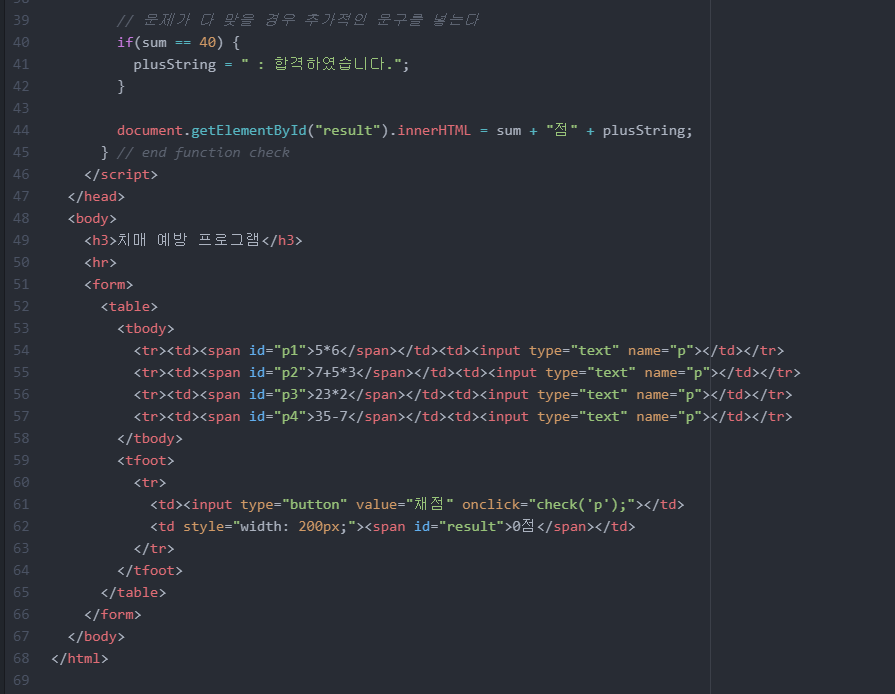 39 // 문제가 다 맞을 경우 추가적인 문구를 넣는다
40 if(sum == 40) {
41 plusString = " : 합격하였습니다.";
42 }
43
44 document.getElementById("result").innerHTML = sum + "점" + plusString;
45 } // end function check
46 </script>
47 </head>
48 <body>
49 <h3>치매 예방 프로그램</h3>
50 <hr>
51 <form>
52 <table>
53 <tbody>
54 <tr><td><span id="p1">5*6</span></td><td><input type="text" name="p"></td></tr>
55 <tr><td><span id="p2">7+5*3</span></td><td><input type="text" name="p"></td></tr>
56 <tr><td><span id="p3">23*2</span></td><td><input type="text" name="p"></td></tr>
57 <tr><td><span id="p4">35-7</span></td><td><input type="text" name="p"></td></tr>
58 </tbody>
59 <tfoot>
60 <tr>
61 <td><input type="button" value="채점" onclick="check('p');"></td>
62 <td style="width: 200px;"><span id="result">0점</span></td>
63 </tr>
64 </tfoot>
65 </table>
66 </form>
67 </body>
68 </html>
69